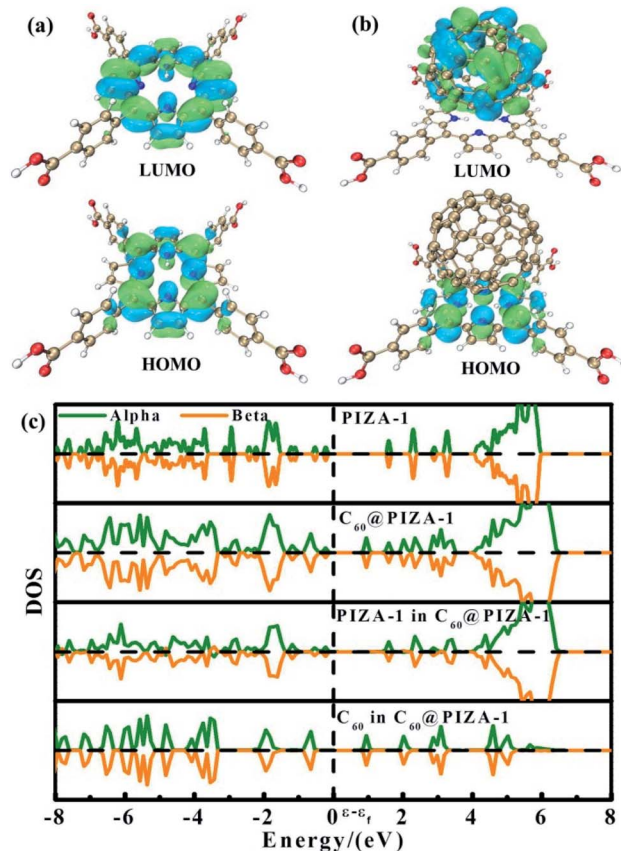 (a) (b)
LUMO LUMO
HOMO HOMO
(c) Alpha Beta PIZA-1
C60@PIZA-1
PIZA-1 in C60@PIZA-1
C60 in C60@PIZA-1
DOS
-8 -6 -4 -2 0 ε-εf 2 4 6 8
Energy/(eV)